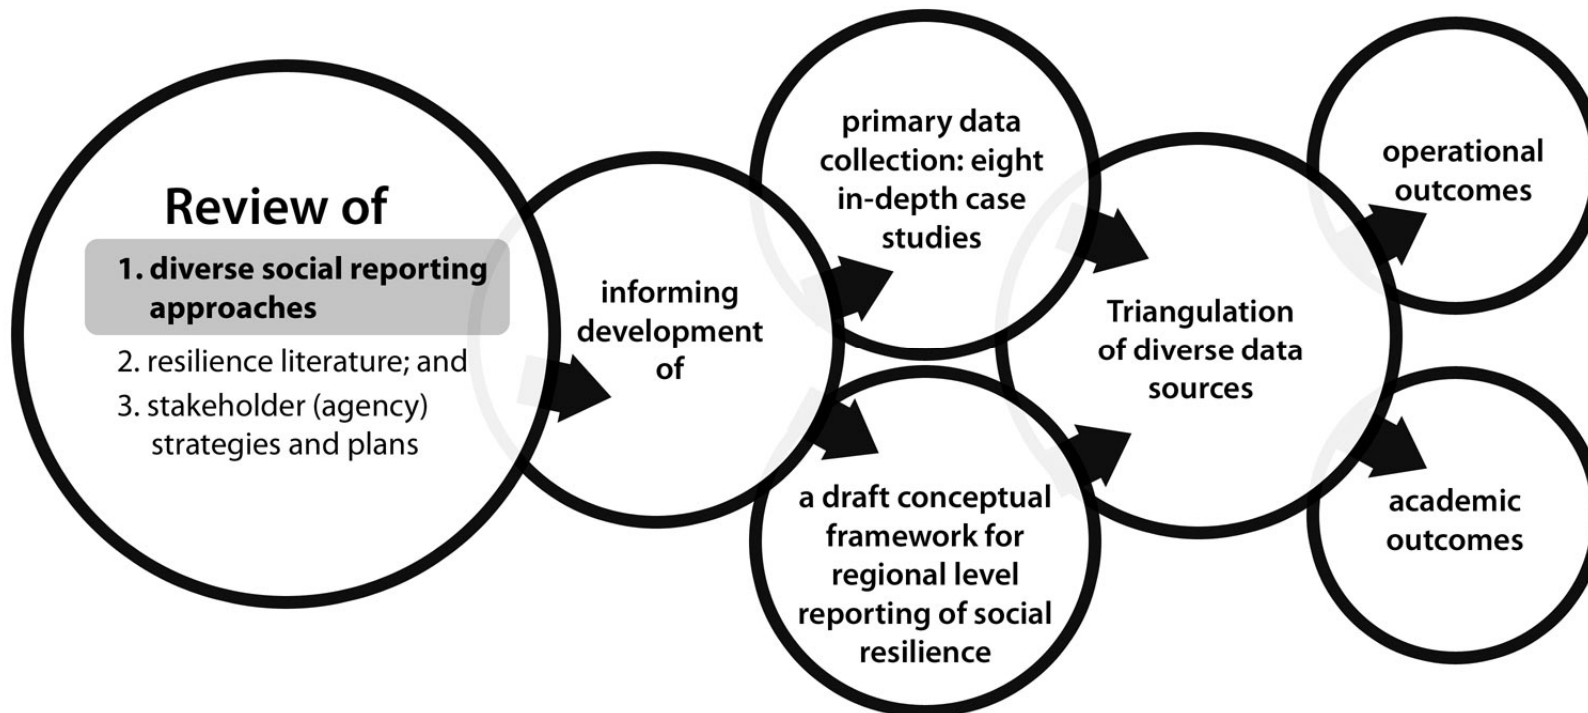 Review of
1. diverse social reporting
approaches
2. resilience literature; and
3. stakeholder (agency)
strategies and plans
informing
development
of
primary data
collection: eight
in-depth case
studies
a draft conceptual
framework for
regional level
reporting of social
resilience
Triangulation
of diverse data
sources
operational
outcomes
academic
outcomes